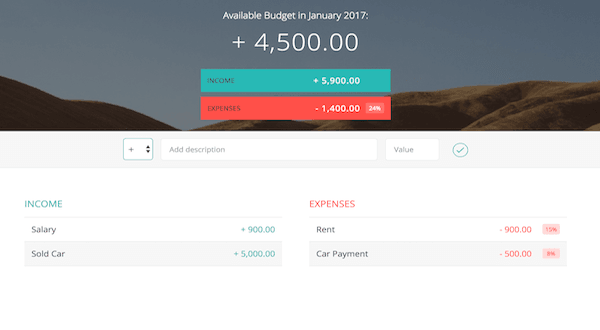 Available Budget in January 2017:
+ 4,500.00
INCOME + 5,900.00
EXPENSES - 1,400.00 24%
+ Add description Value
INCOME
Salary + 900.00
Sold Car + 5,000.00
EXPENSES
Rent - 900.00 15%
Car Payment - 500.00 8%